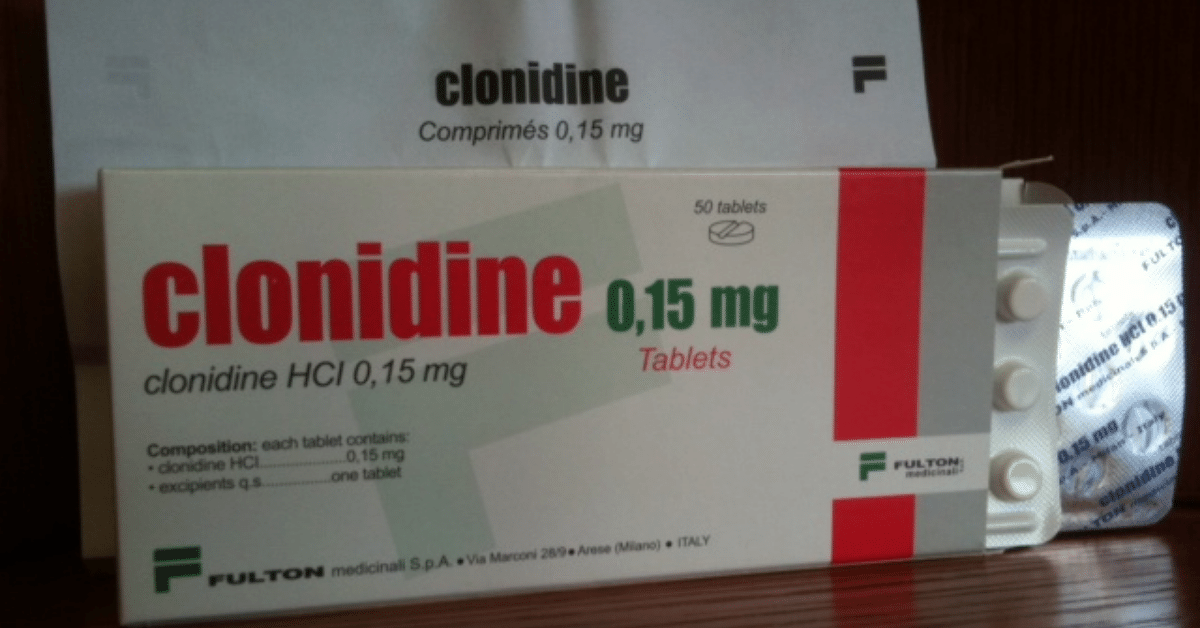 clonidine
Comprimés 0,15 mg
50 tablets
clonidine 0,15 mg
Tablets
clonidine HCl 0,15 mg
Composition: each tablet contains:
• clonidine HCl....................0,15 mg
• excipients q.s................one tablet
FULTON
medicinali
FULTON medicinali S.p.A. • Via Marconi 28/9 • Arese (Milano) • ITALY
FULTON
clonidine HCl 0,15
medicinali S.p.A.
0,15 mg
clonidine